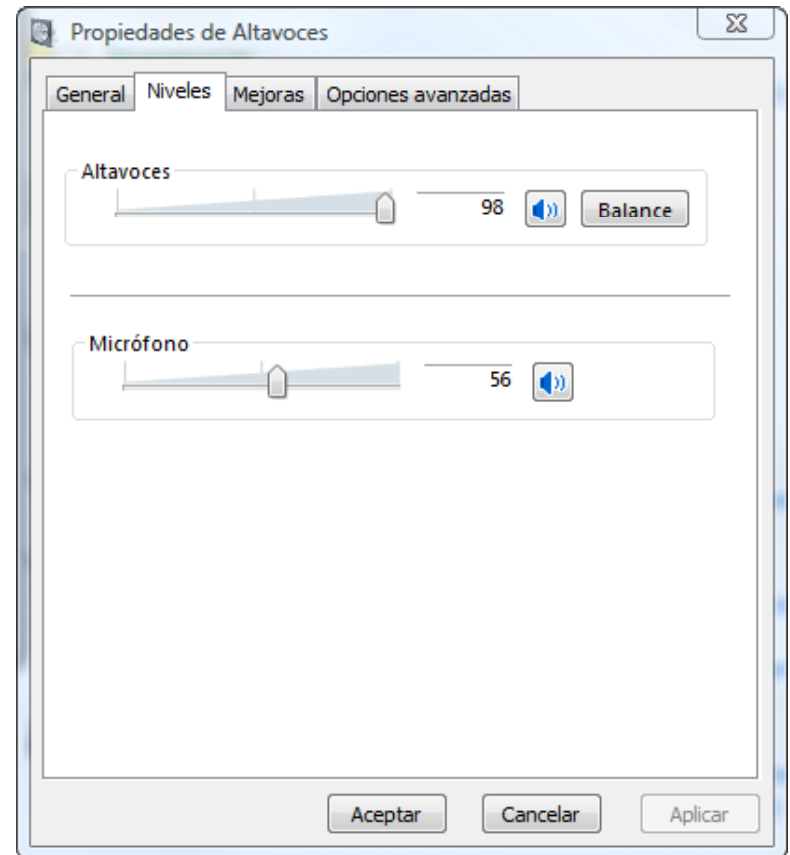 Propiedades de Altavoces
General Niveles Mejoras Opciones avanzadas
Altavoces
98 Balance
Micrófono
56
Aceptar Cancelar Aplicar